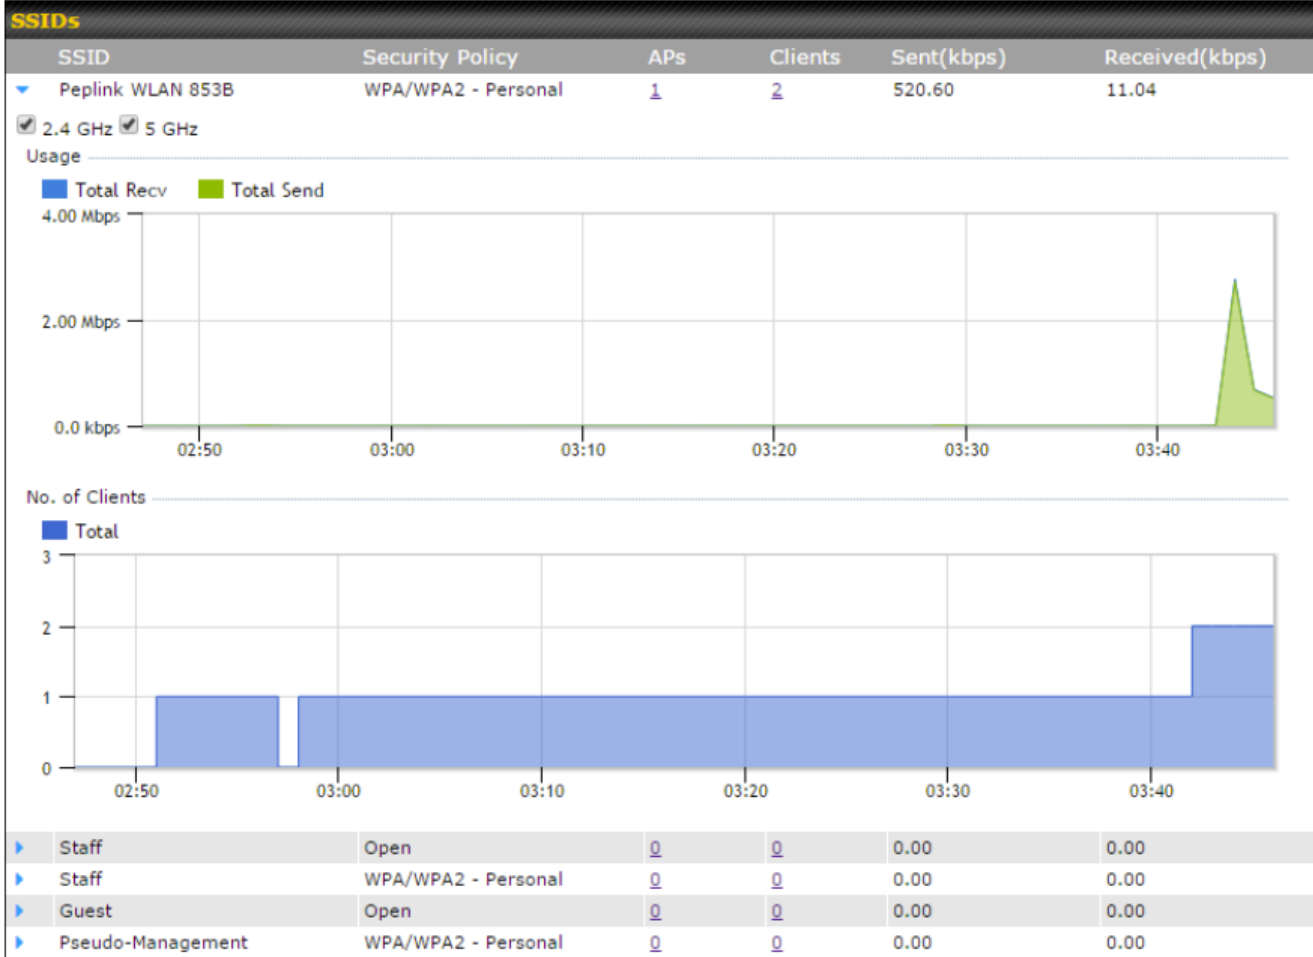 SSIDs
SSID Security Policy APs Clients Sent(kbps) Received(kbps)
Peplink WLAN 853B WPA/WPA2 - Personal 1 2 520.60 11.04
2.4 GHz 5 GHz
Usage
Total Recv Total Send
4.00 Mbps
2.00 Mbps
0.0 kbps
02:50 03:00 03:10 03:20 03:30 03:40
No. of Clients
Total
3
2
1
0
02:50 03:00 03:10 03:20 03:30 03:40
Staff Open 0 0 0.00 0.00
Staff WPA/WPA2 - Personal 0 0 0.00 0.00
Guest Open 0 0 0.00 0.00
Pseudo-Management WPA/WPA2 - Personal 0 0 0.00 0.00